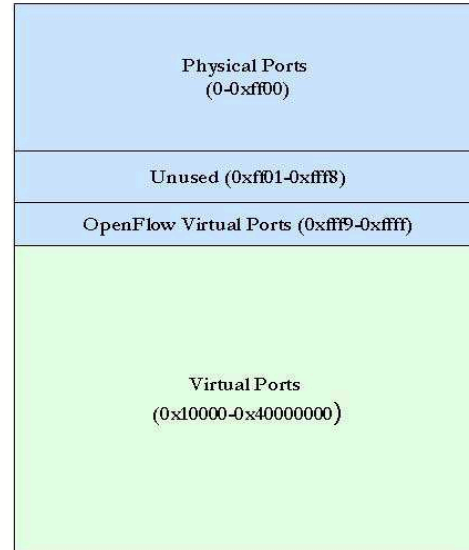 Physical Ports
(0-0xff00)
Unused (0xff01-0xfff8)
OpenFlow Virtual Ports (0xfff9-0xffff)
Virtual Ports
(0x10000-0x40000000)